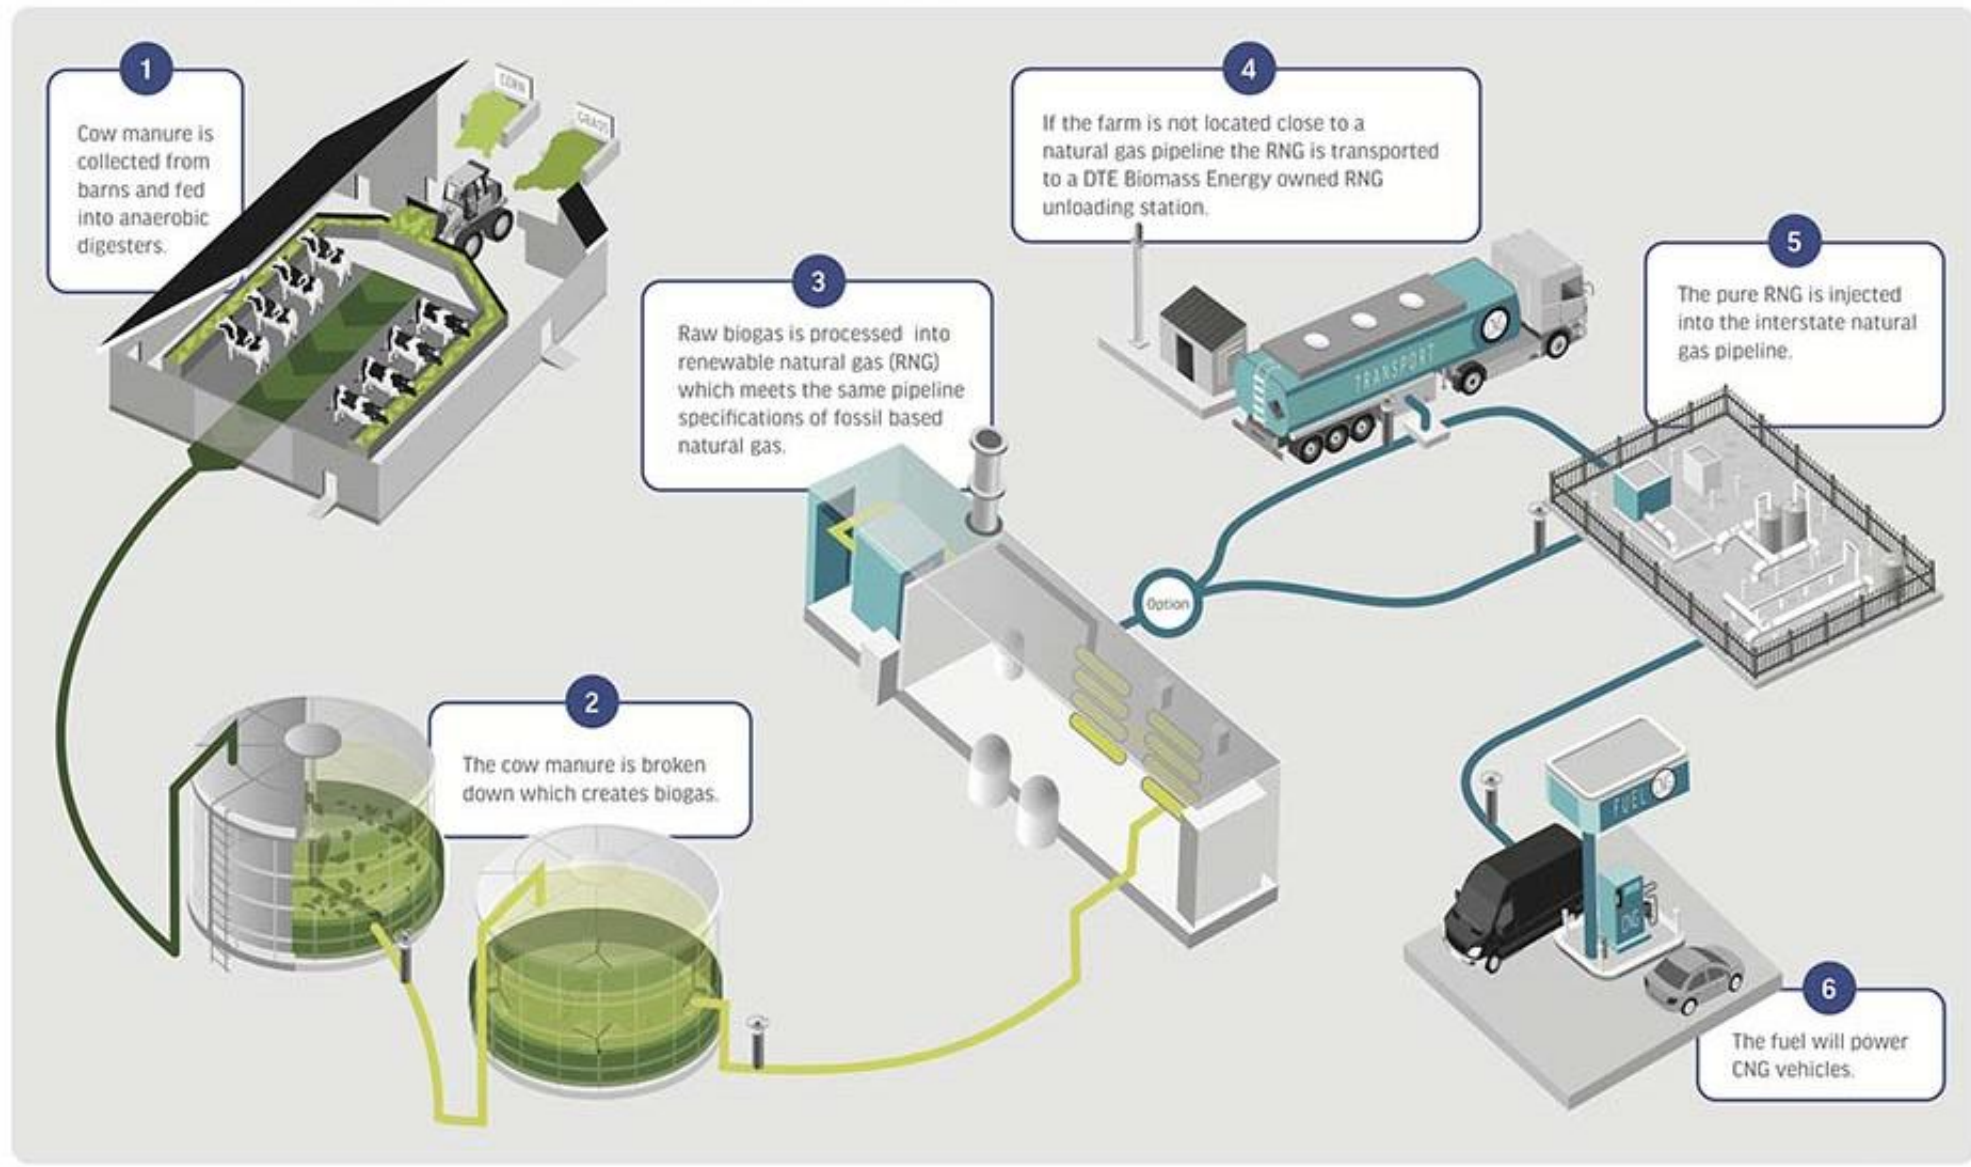 1
Cow manure is
collected from
barns and fed
into anaerobic
digesters.
CORN
GRASS
2
The cow manure is broken
down which creates biogas.
3
Raw biogas is processed into
renewable natural gas (RNG)
which meets the same pipeline
specifications of fossil based
natural gas.
4
If the farm is not located close to a
natural gas pipeline the RNG is transported
to a DTE Biomass Energy owned RNG
unloading station.
TRANSPORT
Option
5
The pure RNG is injected
into the interstate natural
gas pipeline.
FUEL
6
The fuel will power
CNG vehicles.